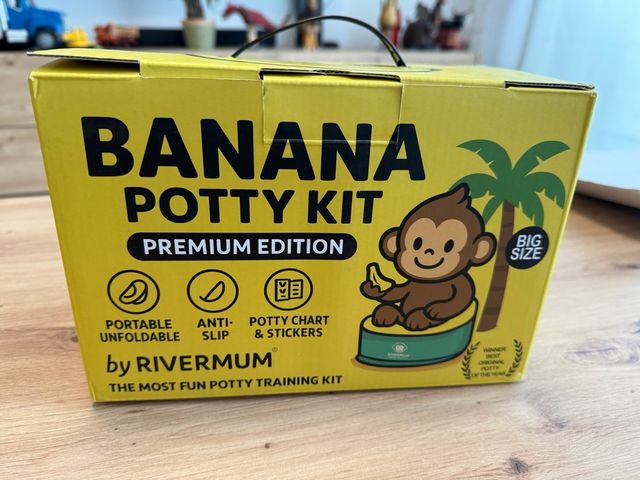 BANANA
POTTY KIT
PREMIUM EDITION
BIG
SIZE
PORTABLE
UNFOLDABLE
ANTI-
SLIP
POTTY CHART
& STICKERS
by RIVERMUM®
THE MOST FUN POTTY TRAINING KIT
RIVERMUM
WINNER
BEST
ORIGINAL
POTTY
OF THE YEAR